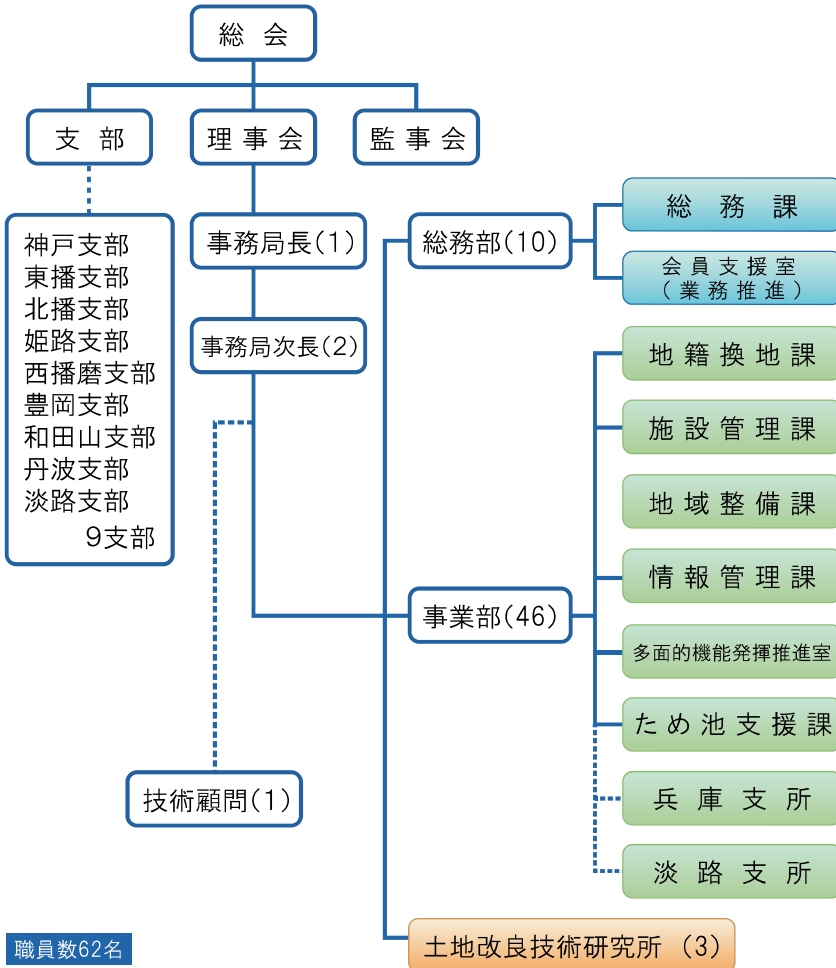 総会
支部
理事会
監事会
神戸支部
東播支部
北播支部
姫路支部
西播磨支部
豊岡支部
和田山支部
丹波支部
淡路支部
9支部
事務局長(1)
事務局次長(2)
技術顧問(1)
総務部(10)
総務課
会員支援室
(業務推進)
事業部(46)
地籍換地課
施設管理課
地域整備課
情報管理課
多面的機能発揮推進室
ため池支援課
兵庫支所
淡路支所
土地改良技術研究所 (3)
職員数62名